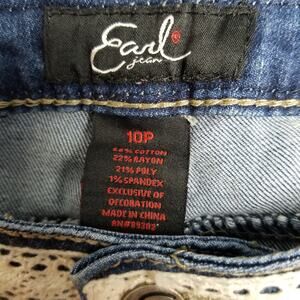 Earl
jean
10P
56% COTTON
22% RAYON
21% POLY
1% SPANDEX
EXCLUSIVE OF
DECORATION
MADE IN CHINA